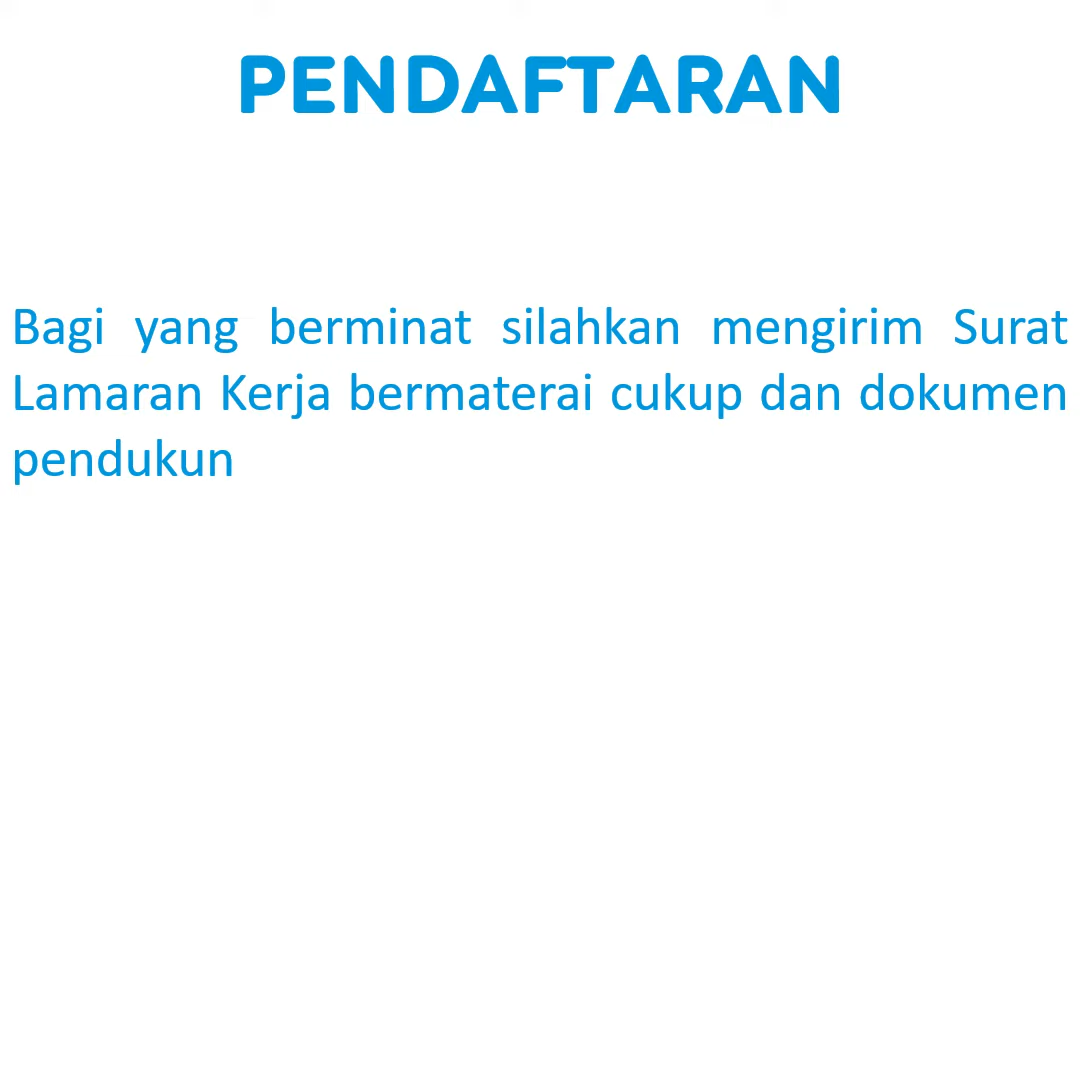 PENDAFTARAN
Bagi yang berminat silahkan mengirim Surat
Lamaran Kerja bermaterai cukup dan dokumen
pendukun